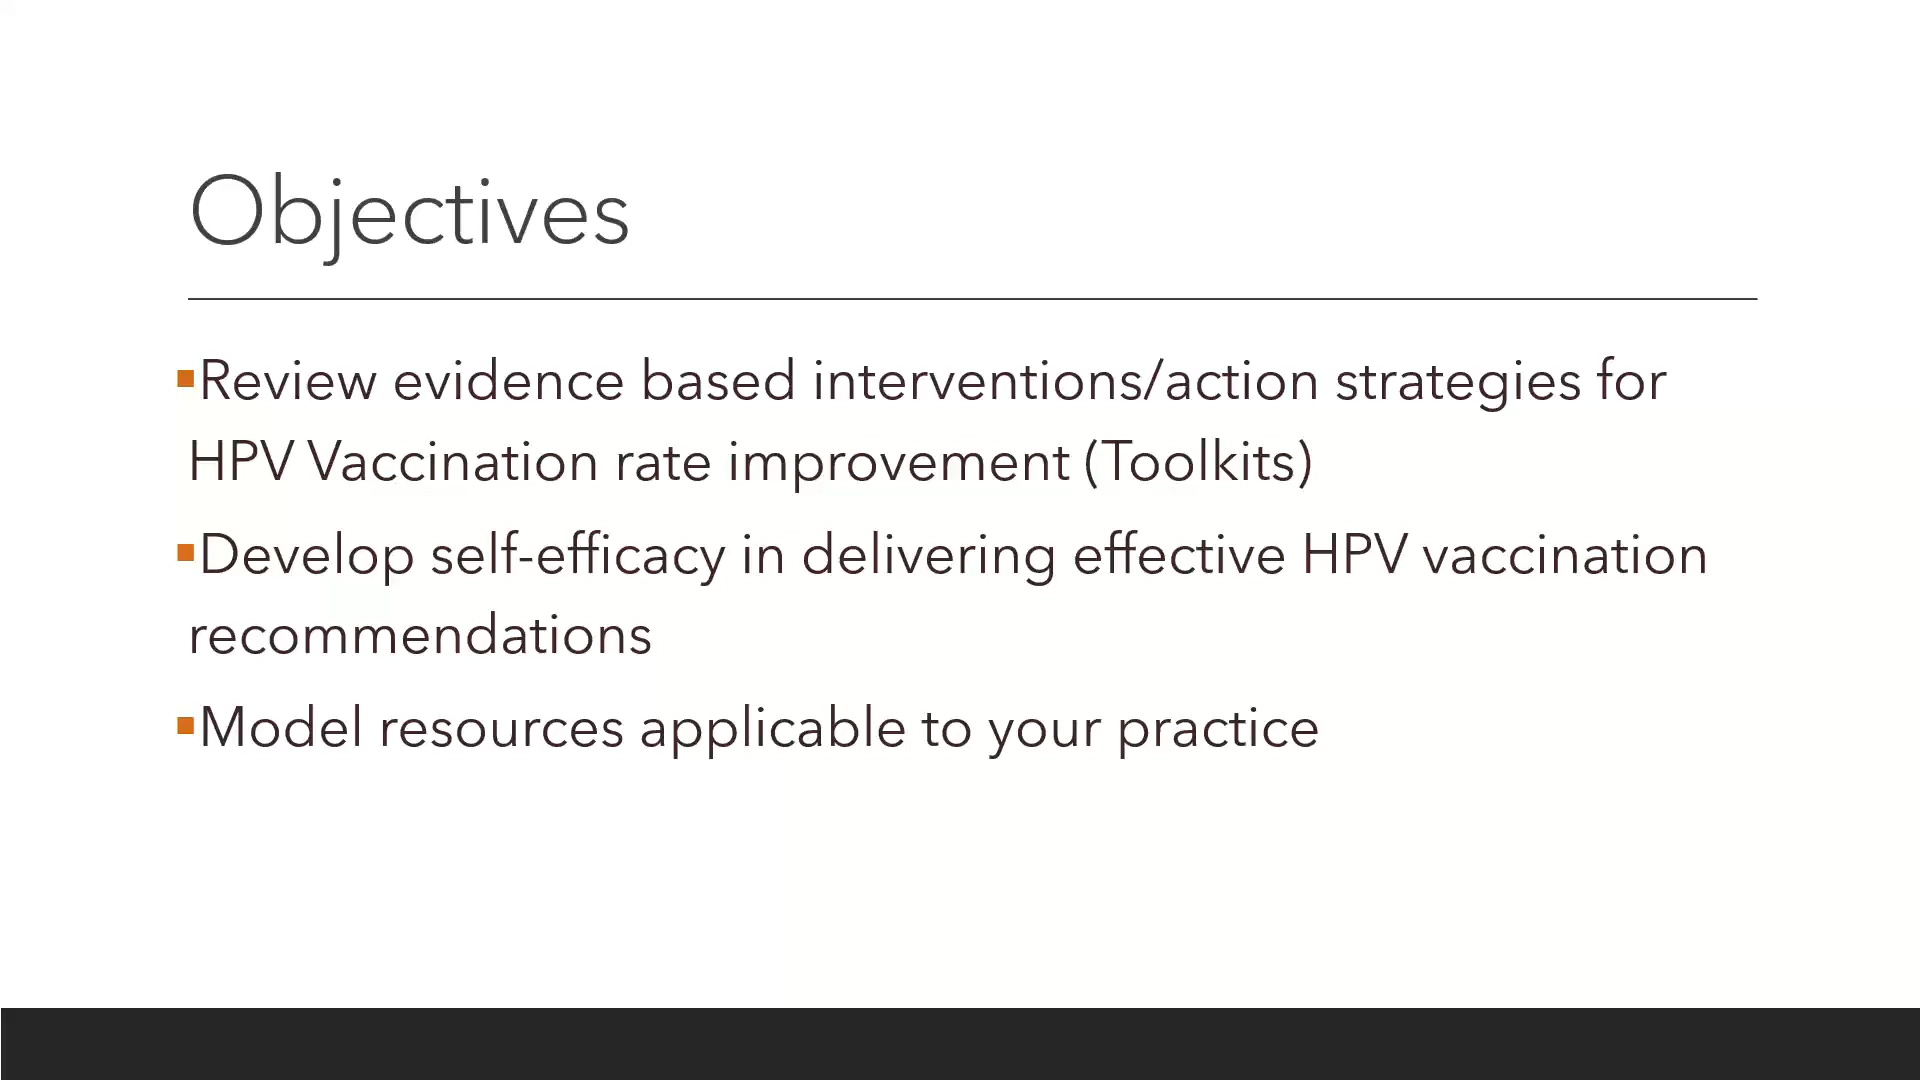 Objectives
▪Review evidence based interventions/action strategies for
HPV Vaccination rate improvement (Toolkits)
▪Develop self-efficacy in delivering effective HPV vaccination
recommendations
▪Model resources applicable to your practice